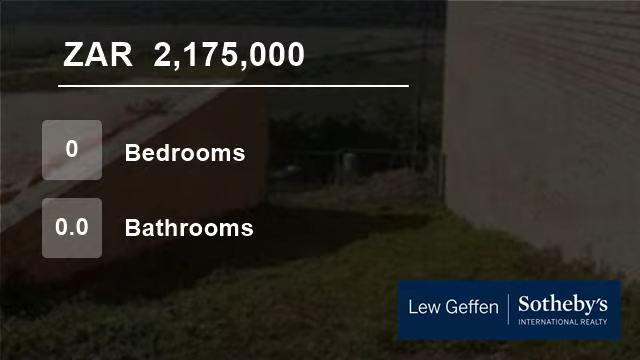 ZAR 2,175,000
0 Bedrooms
0.0 Bathrooms
Lew Geffen Sotheby's
INTERNATIONAL REALTY